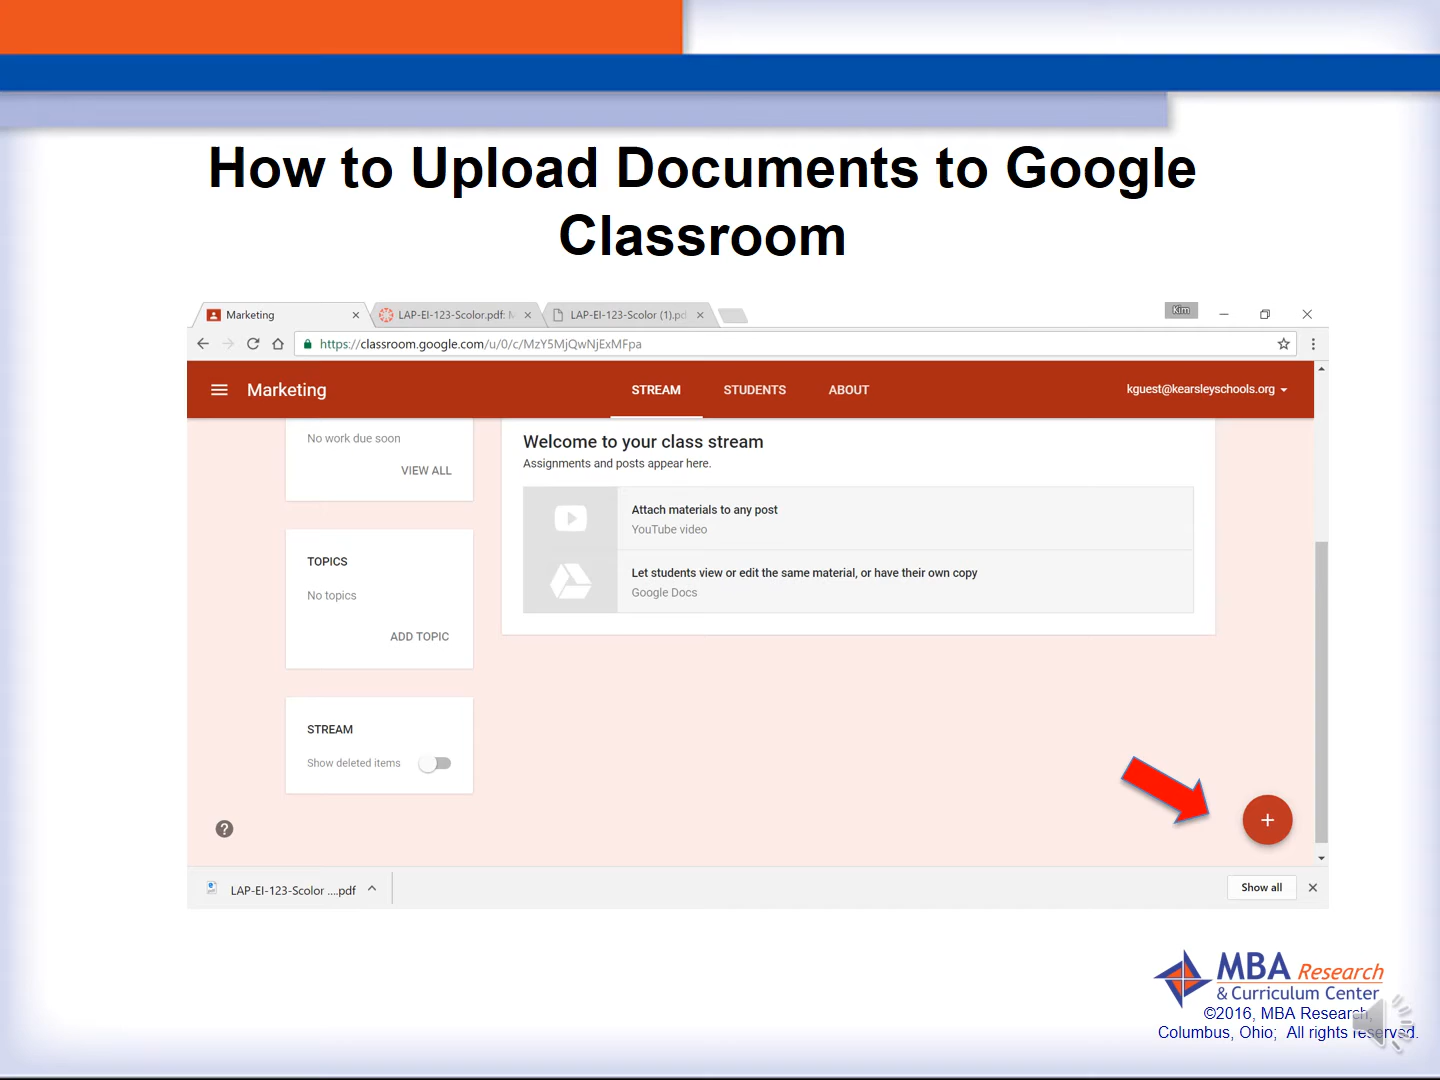 How to Upload Documents to Google
Classroom
Marketing
LAP-EI-123-Scolor.pdf: M
LAP-EI-123-Scolor (1).pd
Kim
https://classroom.google.com/u/0/c/MzY5MjQwNjExMFpa
Marketing
STREAM
STUDENTS
ABOUT
kguest@kearsleyschools.org
No work due soon
VIEW ALL
TOPICS
No topics
ADD TOPIC
STREAM
Show deleted items
Welcome to your class stream
Assignments and posts appear here.
Attach materials to any post
YouTube video
Let students view or edit the same material, or have their own copy
Google Docs
?
+
LAP-EI-123-Scolor ....pdf
Show all
MBA Research
& Curriculum Center
©2016, MBA Research,
Columbus, Ohio; All rights reserved.